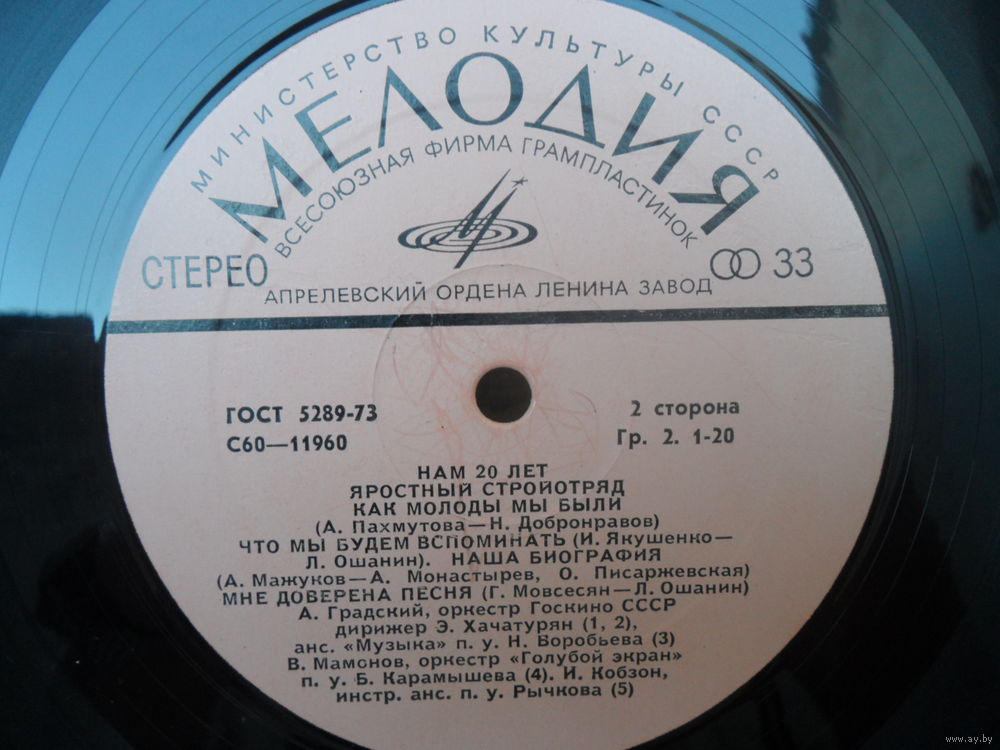 МИНИСТЕРСТВО КУЛЬТУРЫ СССР
МЕЛОДИЯ
ВСЕСОЮЗНАЯ ФИРМА ГРАМПЛАСТИНОК
СТЕРЕО 33
АПРЕЛЕВСКИЙ ОРДЕНА ЛЕНИНА ЗАВОД
ГОСТ 5289-73 2 сторона
С60—11960 Гр. 2. 1-20
НАМ 20 ЛЕТ
ЯРОСТНЫЙ СТРОЙОТРЯД
КАК МОЛОДЫ МЫ БЫЛИ
(А. Пахмутова—Н. Добронравов)
ЧТО МЫ БУДЕМ ВСПОМИНАТЬ (И. Якушенко—
Л. Ошанин). НАША БИОГРАФИЯ
(А. Мажуков—А. Монастырев, О. Писаржевская)
МНЕ ДОВЕРЕНА ПЕСНЯ (Г. Мовсесян—Л. Ошанин)
А. Градский, оркестр Госкино СССР
дирижер Э. Хачатурян (1, 2),
анс. «Музыка» п. у. Н. Воробьева (3)
В. Мамонов, оркестр «Голубой экран»
п. у. Б. Карамышева (4). И. Кобзон,
инстр. анс. п. у. Рычкова (5)
www.ay.by